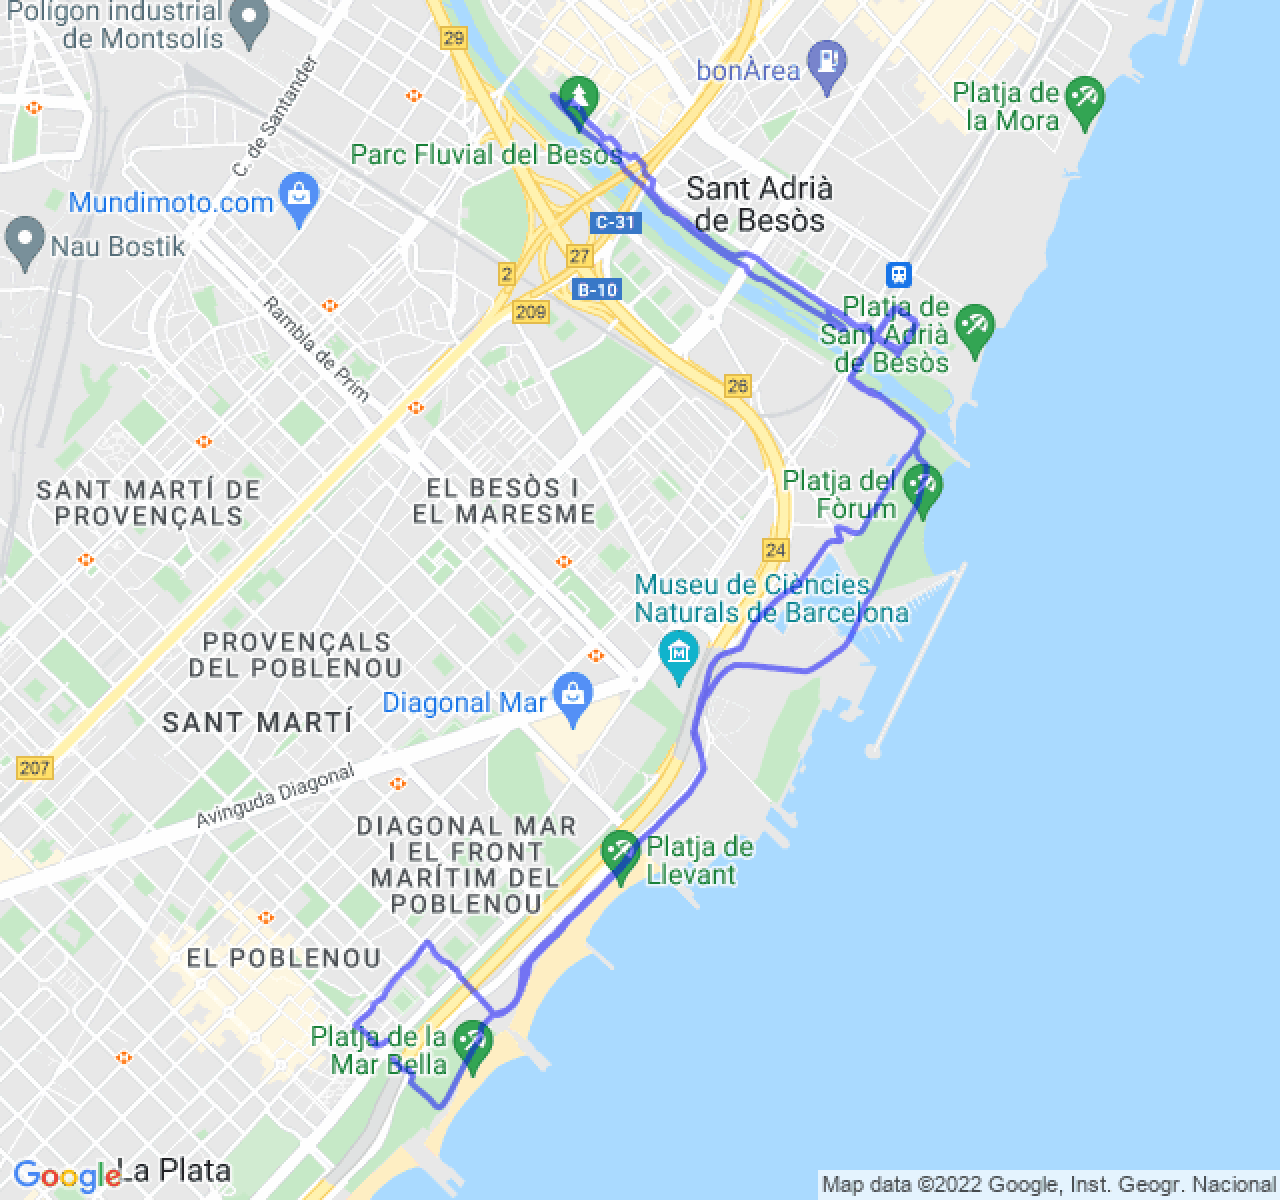 Polígon industrial
de Montsolís
29
bonÀrea
Platja de
la Mora
C. de Santander
Parc Fluvial del Besòs
Sant Adrià
de Besòs
Mundimoto.com
C-31
Nau Bostik
27
2
B-10
209
Rambla de Prim
Platja de
Sant Adrià
de Besòs
26
SANT MARTÍ DE
PROVENÇALS
EL BESÒS I
EL MARESME
Platja del
Fòrum
24
Museu de Ciències
Naturals de Barcelona
PROVENÇALS
DEL POBLENOU
Diagonal Mar
SANT MARTÍ
207
Avinguda Diagonal
DIAGONAL MAR
I EL FRONT
MARÍTIM DEL
POBLENOU
Platja de
Llevant
EL POBLENOU
Platja de la
Mar Bella
Google
La Plata
Map data ©2022 Google, Inst. Geogr. Nacional